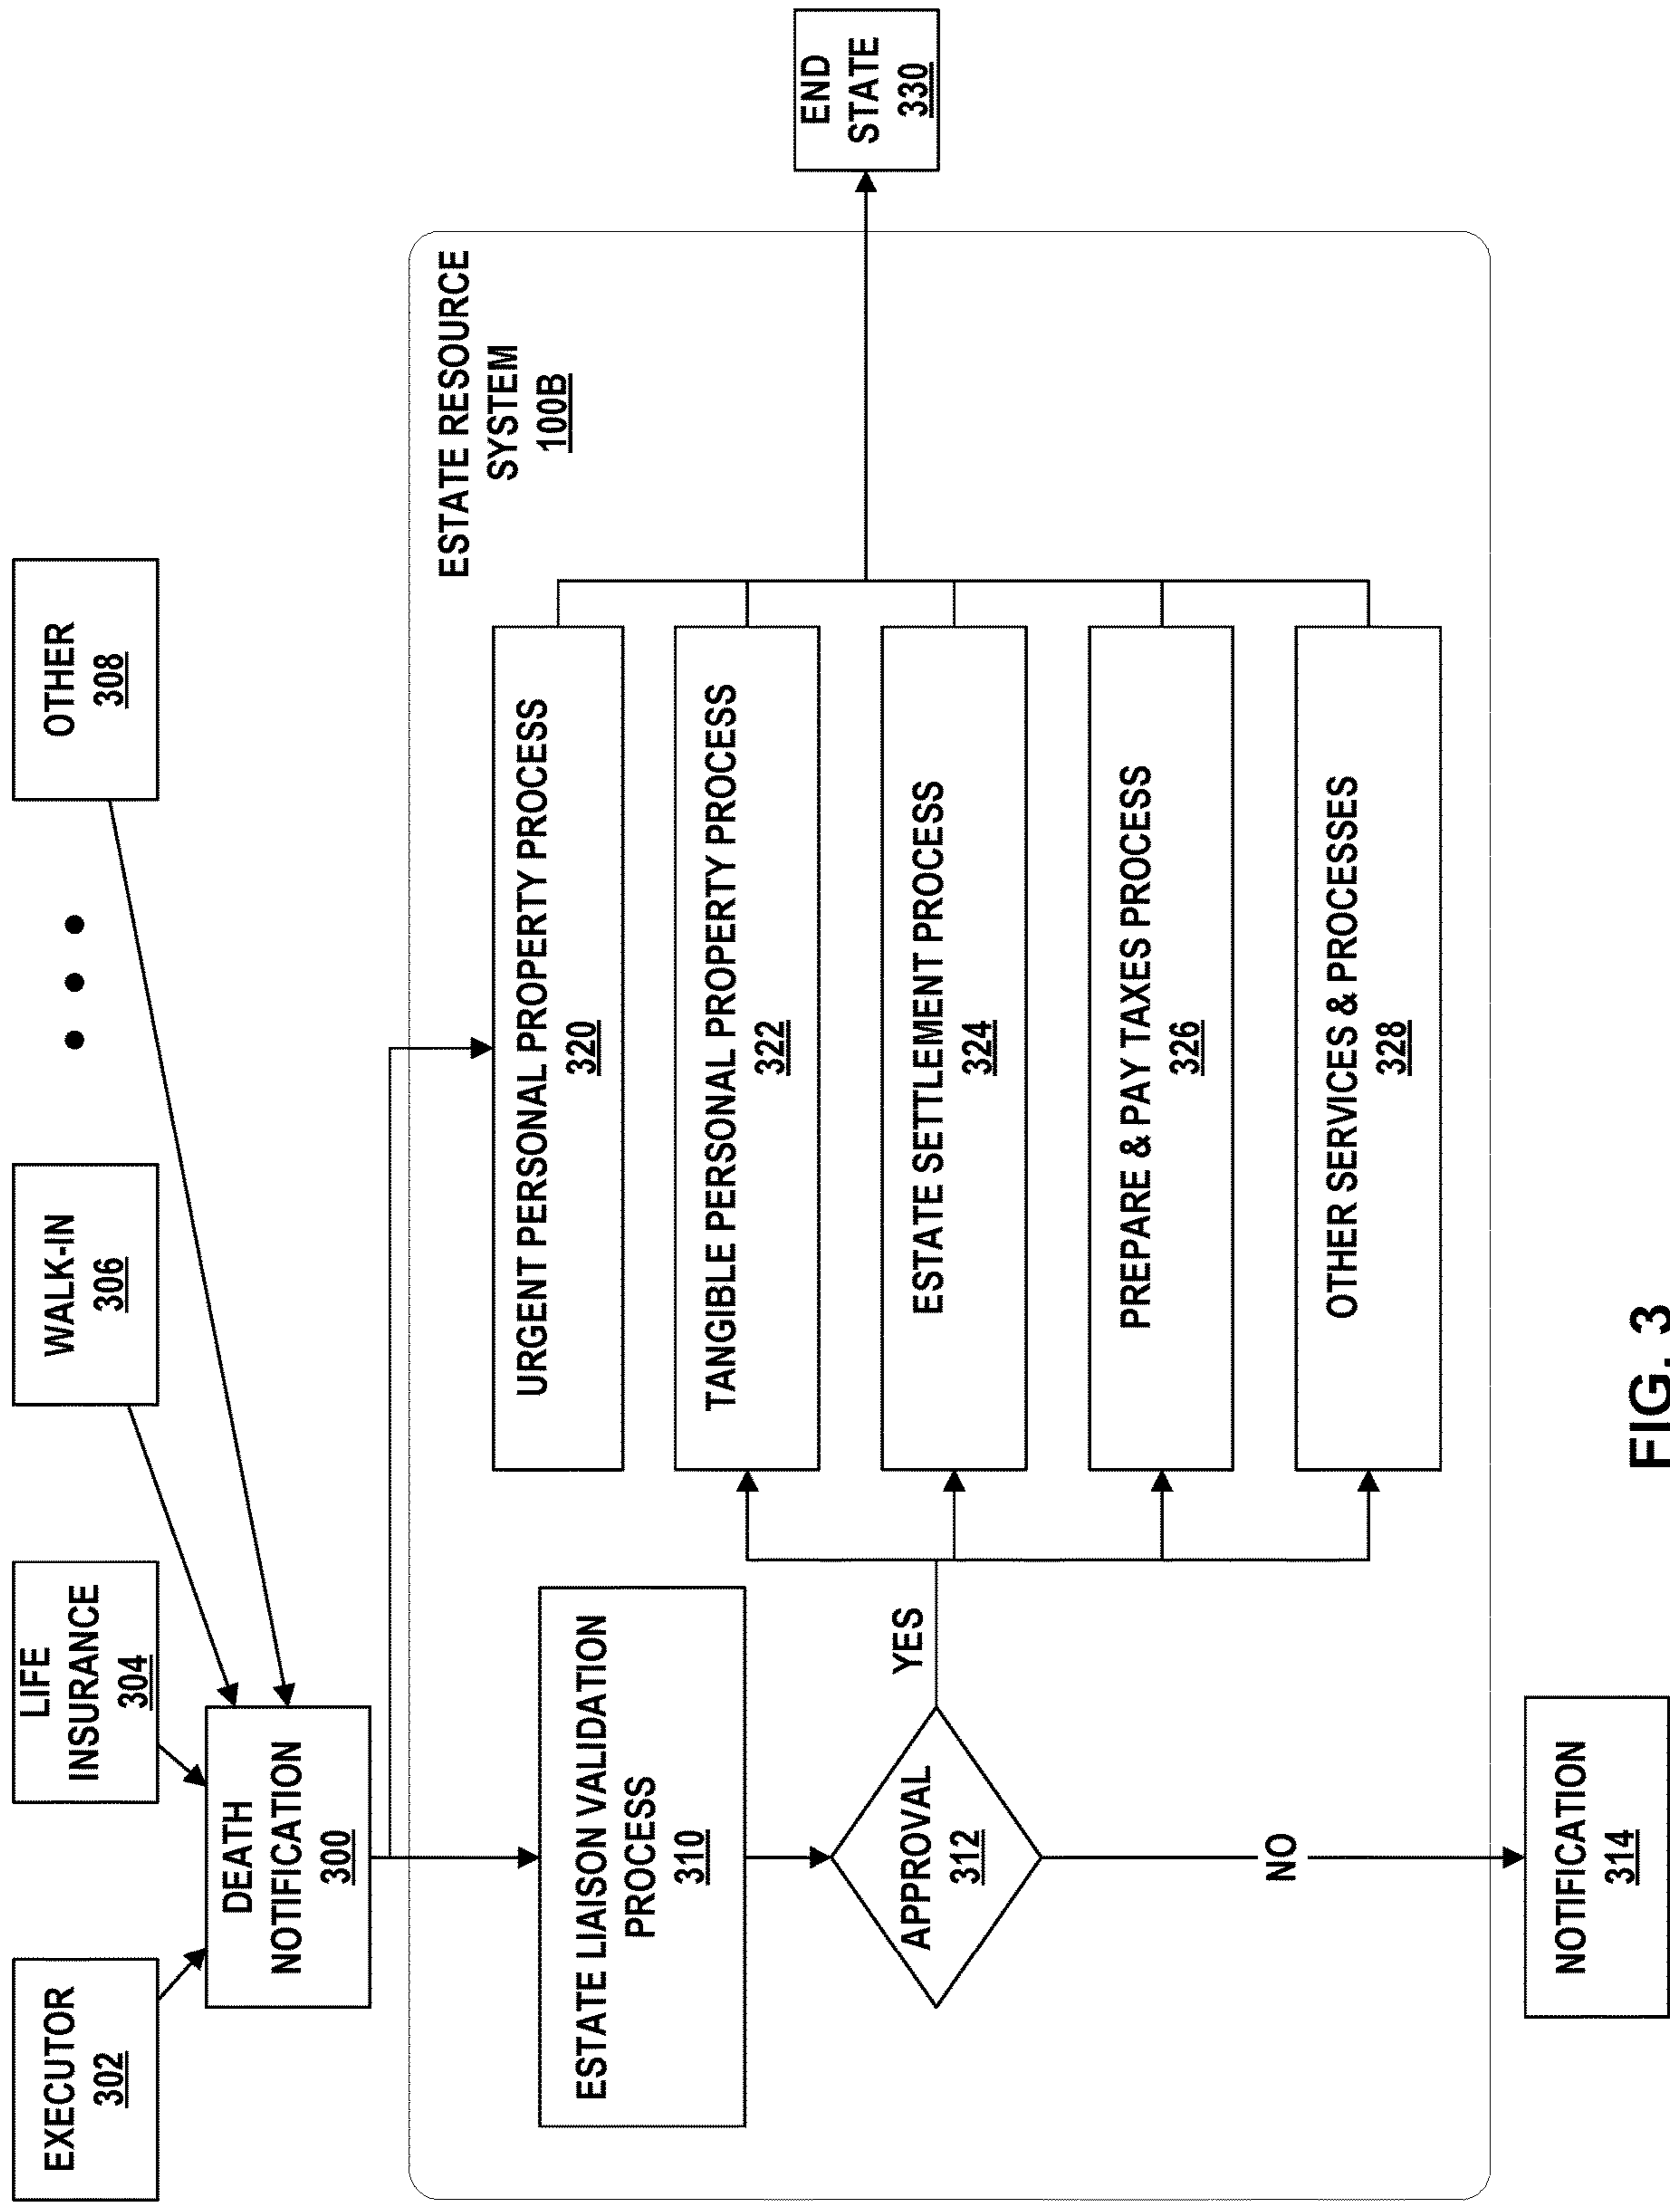 EXECUTOR
302
LIFE
INSURANCE
304
WALK-IN
306
OTHER
308
DEATH
NOTIFICATION
300
ESTATE RESOURCE
SYSTEM
100B
ESTATE LIAISON VALIDATION
PROCESS
310
APPROVAL
312
YES
NO
NOTIFICATION
314
URGENT PERSONAL PROPERTY PROCESS
320
TANGIBLE PERSONAL PROPERTY PROCESS
322
ESTATE SETTLEMENT PROCESS
324
PREPARE & PAY TAXES PROCESS
326
OTHER SERVICES & PROCESSES
328
END
STATE
330
FIG. 3